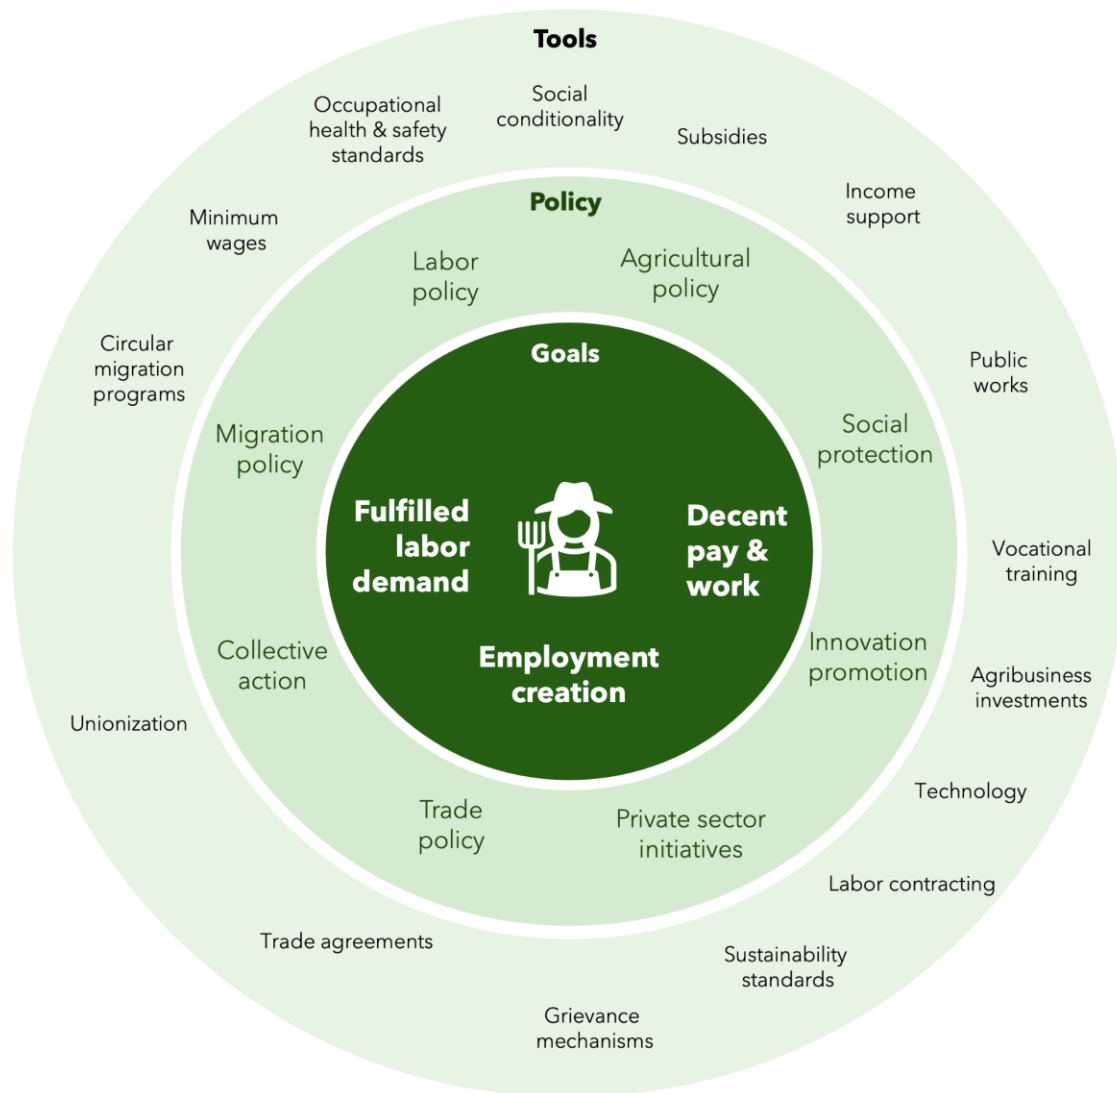 Tools
Social
conditionality
Occupational
health & safety
standards
Subsidies
Income
support
Minimum
wages
Public
works
Circular
migration
programs
Vocational
training
Agribusiness
investments
Unionization
Technology
Labor contracting
Trade agreements
Sustainability
standards
Grievance
mechanisms
Policy
Labor
policy
Agricultural
policy
Migration
policy
Social
protection
Collective
action
Innovation
promotion
Trade
policy
Private sector
initiatives
Goals
Fulfilled
labor
demand
Decent
pay &
work
Employment
creation